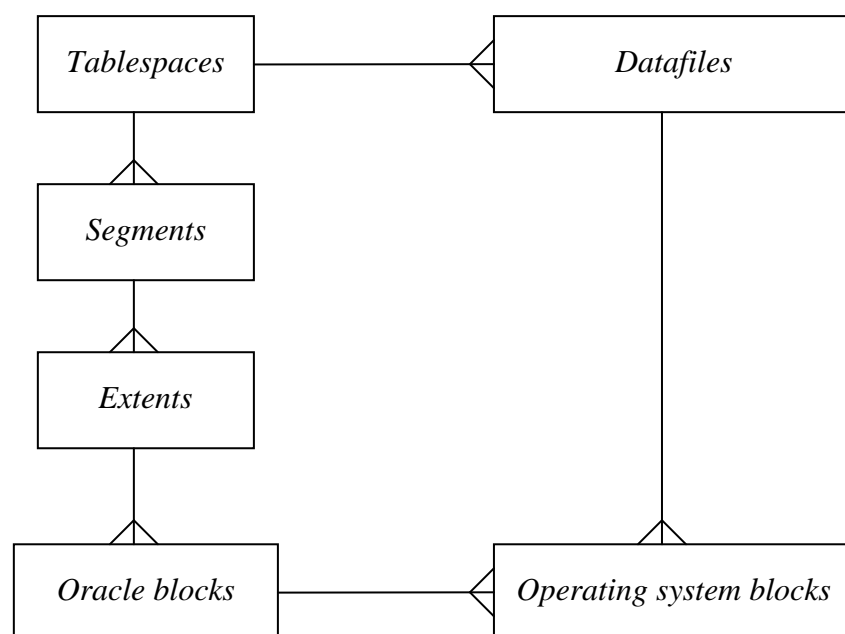 Tablespaces
Datafiles
Segments
Extents
Oracle blocks
Operating system blocks